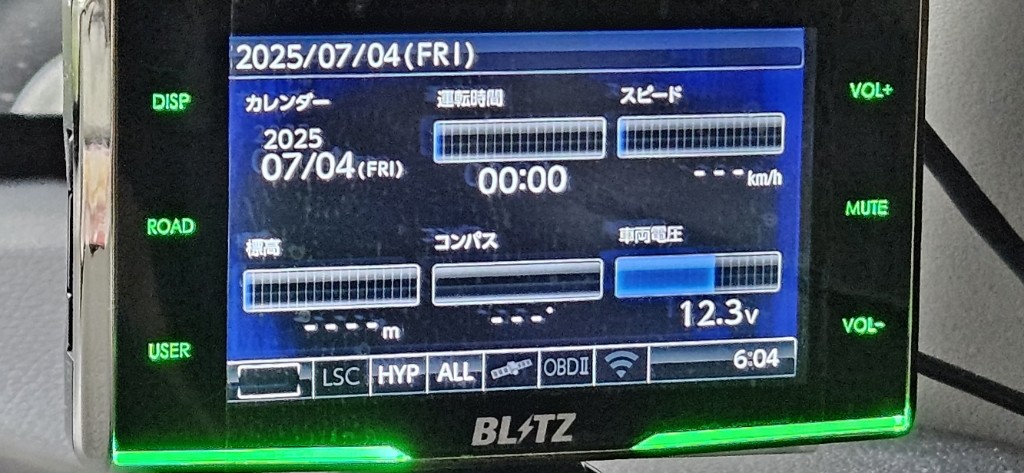 2025/07/04(FRI)
DISP
カレンダー
運転時間
スピード
VOL+
2025
07/04(FRI)
00:00
---km/h
ROAD
MUTE
標高
コンパス
車両電圧
----m
---°
12.3v
USER
VOL-
LSC
HYP
ALL
OBDII
6:04
BLITZ